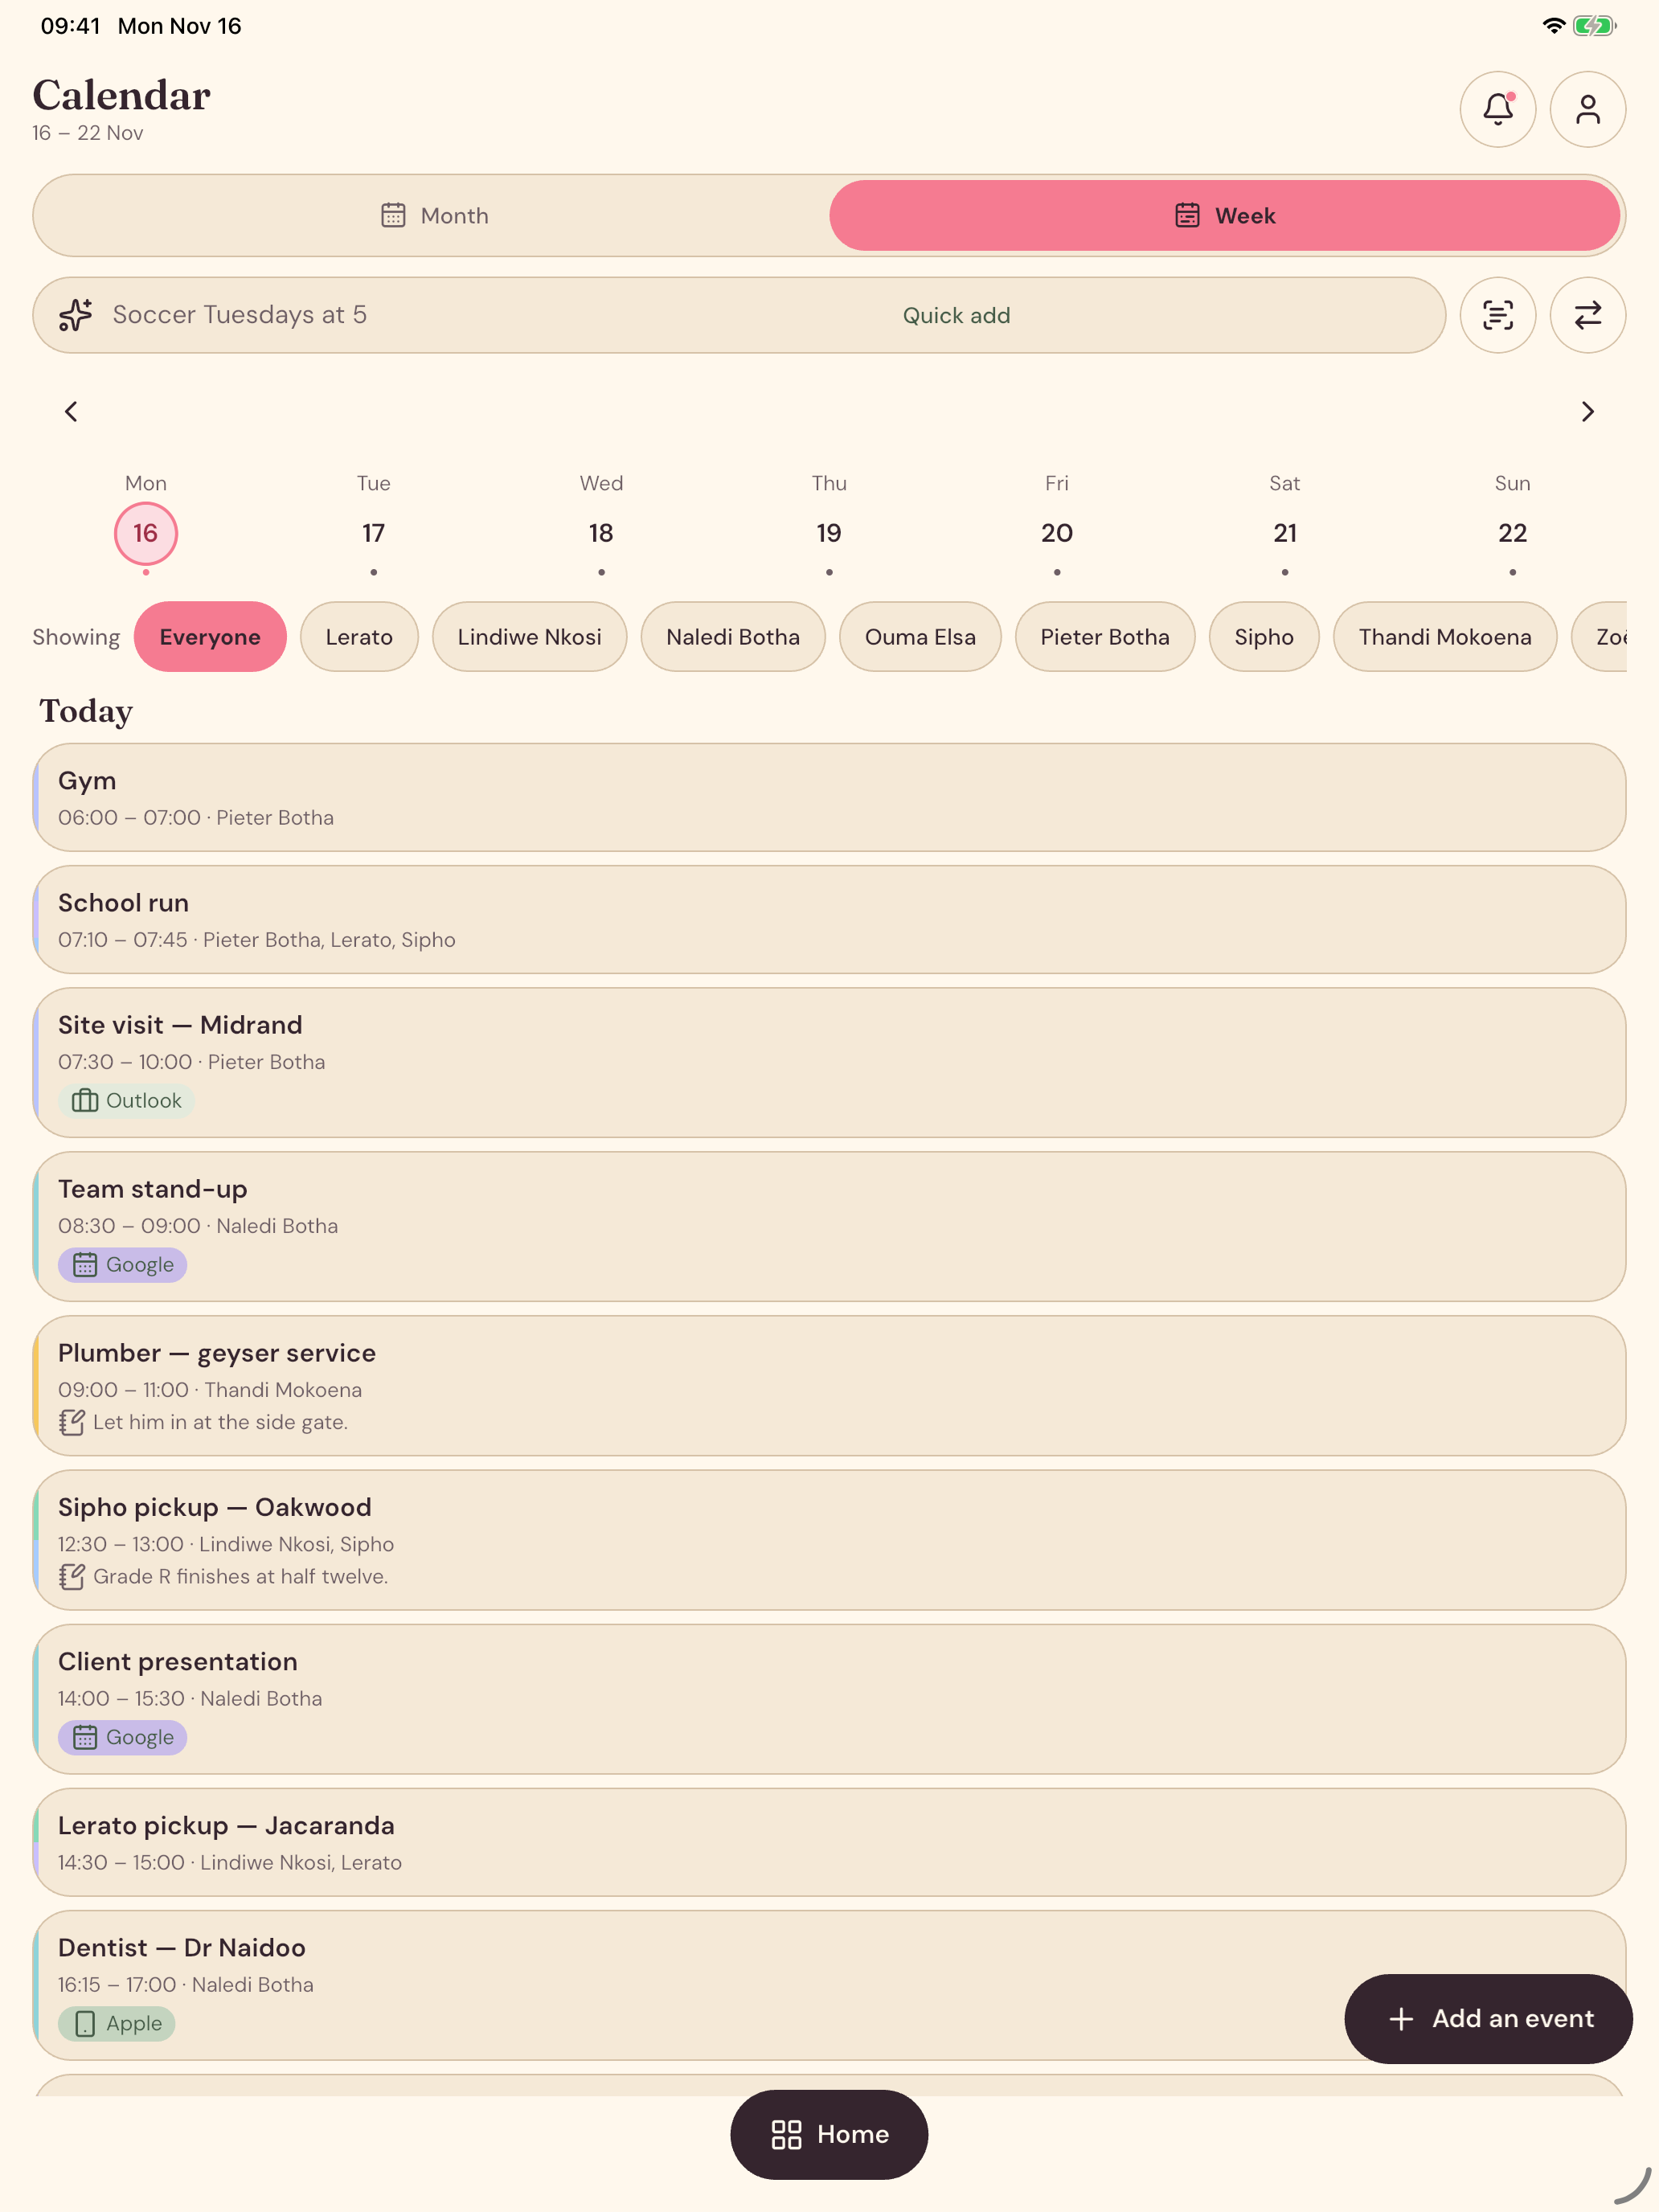 09:41 Mon Nov 16
Calendar
16 – 22 Nov
Month
Week
Soccer Tuesdays at 5
Quick add
Mon Tue Wed Thu Fri Sat Sun
16 17 18 19 20 21 22
Showing Everyone Lerato Lindiwe Nkosi Naledi Botha Ouma Elsa Pieter Botha Sipho Thandi Mokoena
Today
Gym
06:00 – 07:00 · Pieter Botha
School run
07:10 – 07:45 · Pieter Botha, Lerato, Sipho
Site visit — Midrand
07:30 – 10:00 · Pieter Botha
Outlook
Team stand-up
08:30 – 09:00 · Naledi Botha
Google
Plumber — geyser service
09:00 – 11:00 · Thandi Mokoena
Let him in at the side gate.
Sipho pickup — Oakwood
12:30 – 13:00 · Lindiwe Nkosi, Sipho
Grade R finishes at half twelve.
Client presentation
14:00 – 15:30 · Naledi Botha
Google
Lerato pickup — Jacaranda
14:30 – 15:00 · Lindiwe Nkosi, Lerato
Dentist — Dr Naidoo
16:15 – 17:00 · Naledi Botha
Apple
Add an event
Home